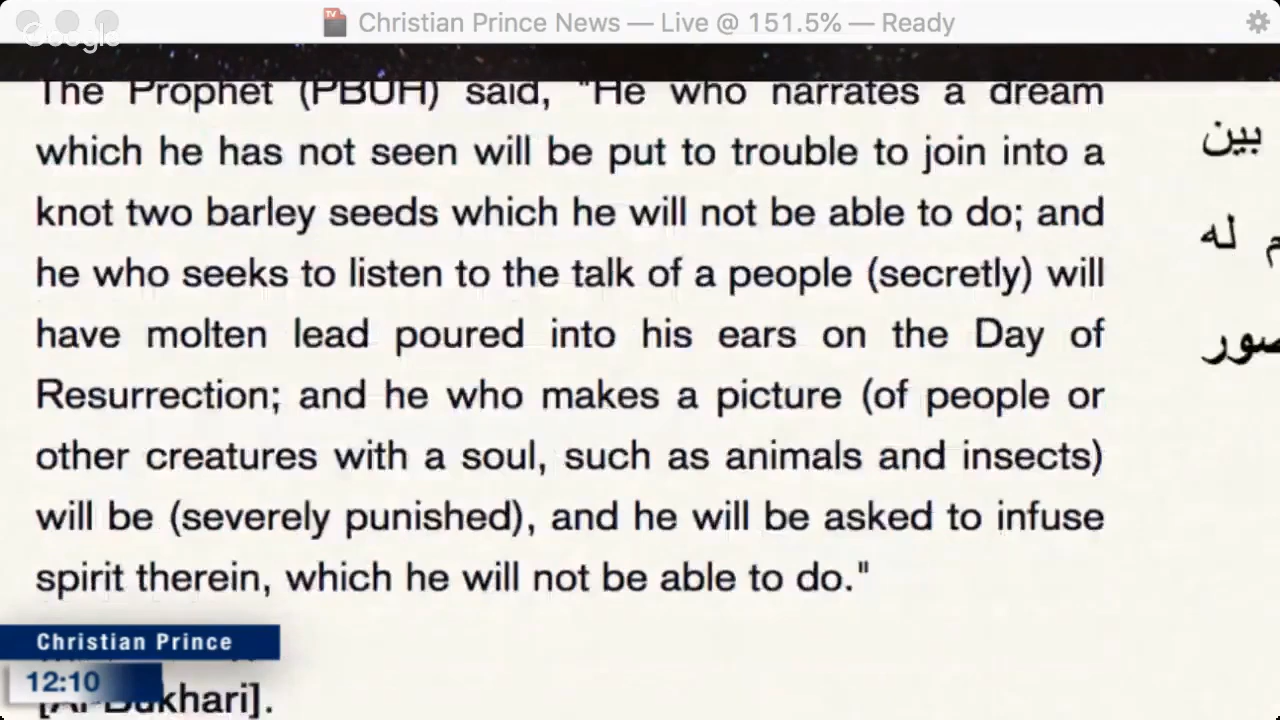 Christian Prince News — Live @ 151.5% — Ready
Google
The Prophet (PBUH) said, "He who narrates a dream
which he has not seen will be put to trouble to join into a
knot two barley seeds which he will not be able to do; and
he who seeks to listen to the talk of a people (secretly) will
have molten lead poured into his ears on the Day of
Resurrection; and he who makes a picture (of people or
other creatures with a soul, such as animals and insects)
will be (severely punished), and he will be asked to infuse
spirit therein, which he will not be able to do."
بين
م له
صور
Christian Prince
12:10
[Al-Bukhari].